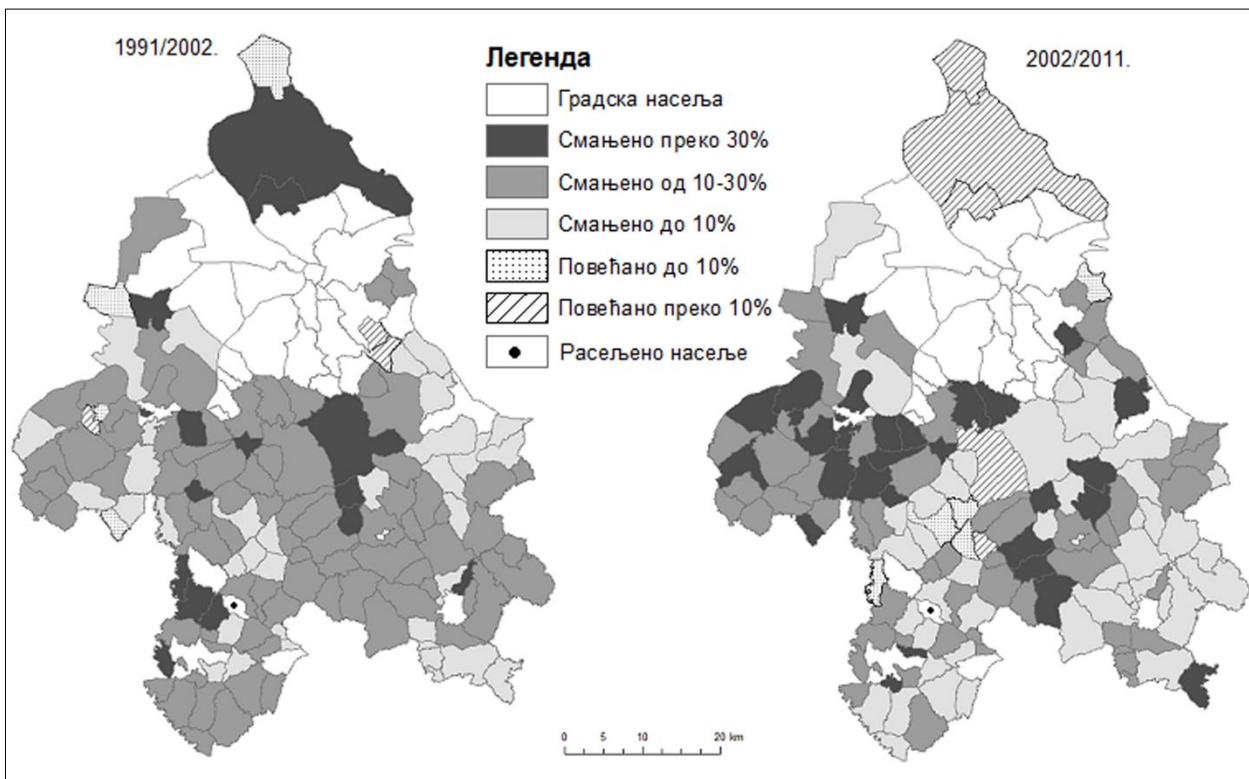 1991/2002.
Легенда
Градска насеља
Смањено преко 30%
Смањено од 10-30%
Смањено до 10%
Повећано до 10%
Повећано преко 10%
Расељено насеље
2002/2011.
0 5 10 20 km